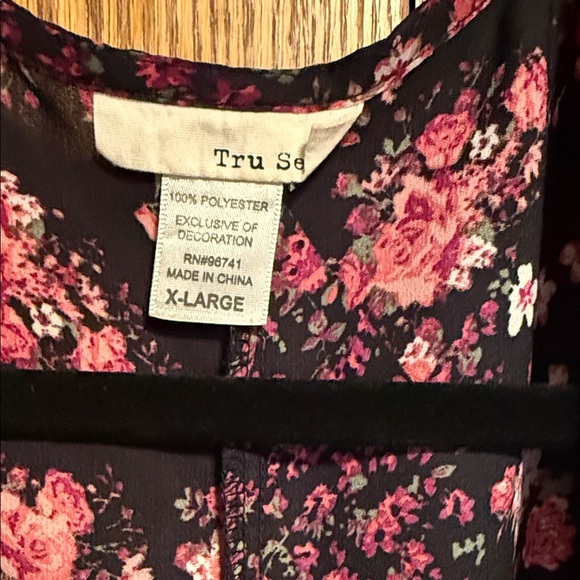 Tru Se
100% POLYESTER
EXCLUSIVE OF
DECORATION
RN#96741
MADE IN CHINA
X-LARGE